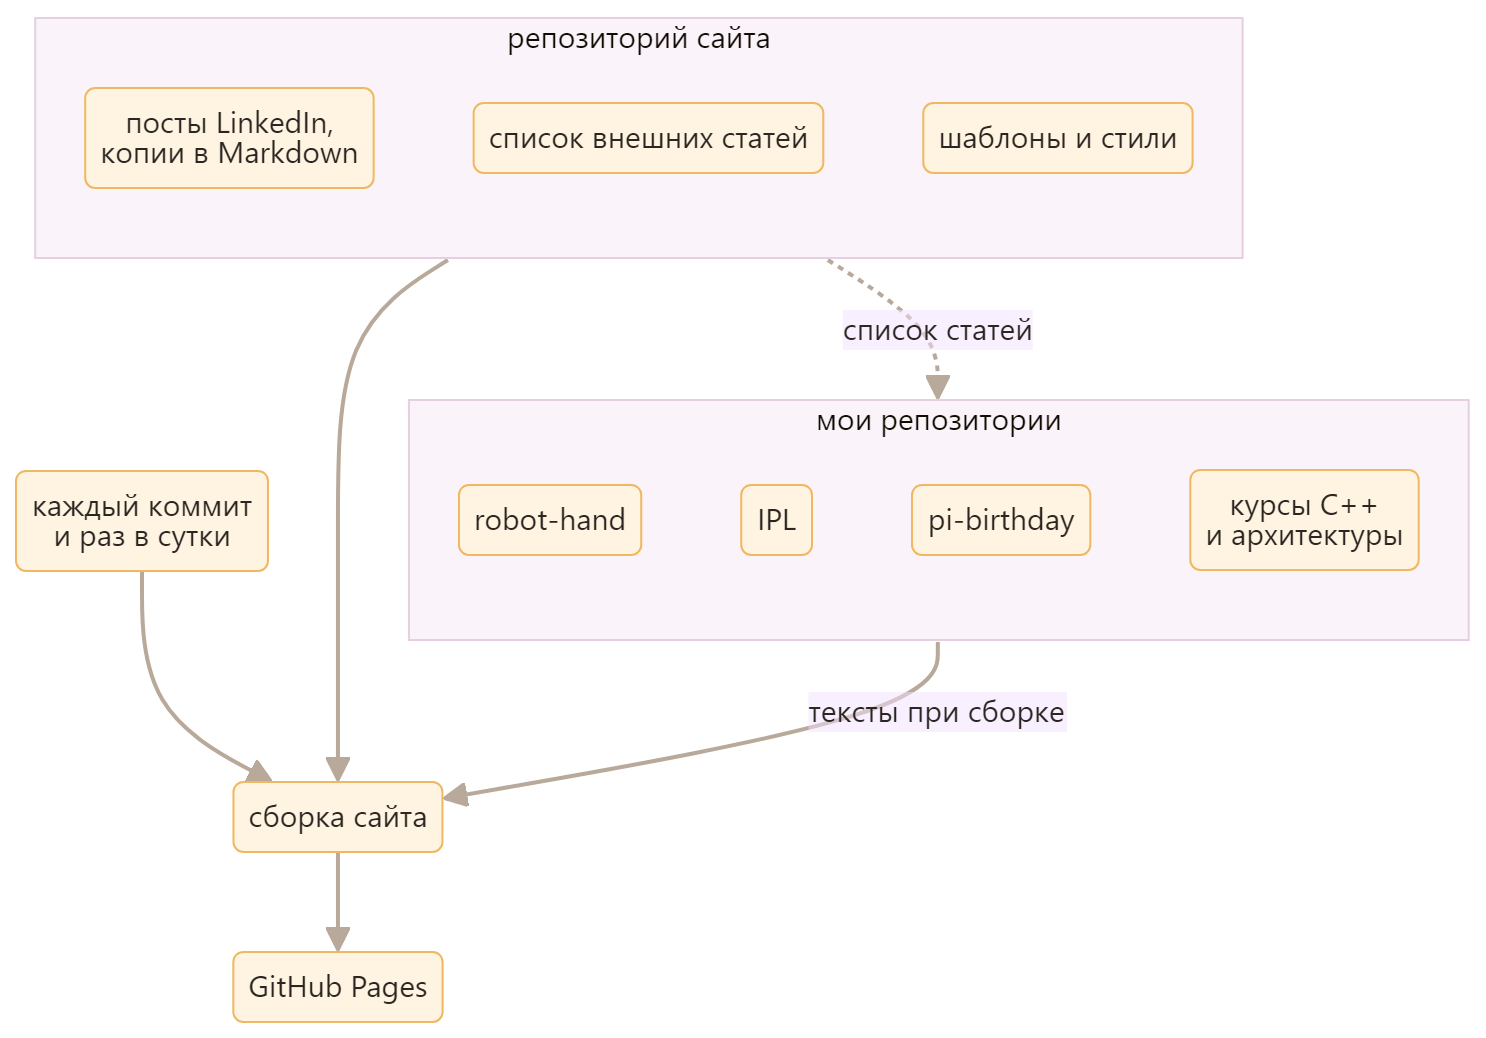 репозиторий сайта
посты LinkedIn,
копии в Markdown
список внешних статей
шаблоны и стили
список статей
мои репозитории
каждый коммит
и раз в сутки
robot-hand
IPL
pi-birthday
курсы C++
и архитектуры
тексты при сборке
сборка сайта
GitHub Pages